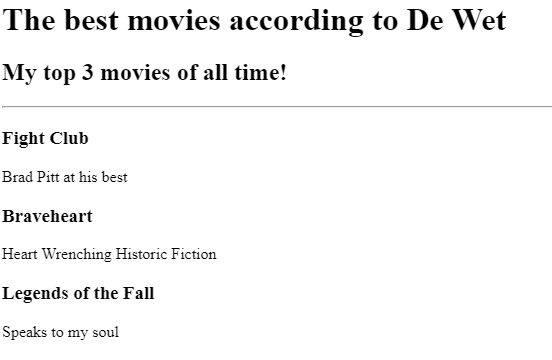 The best movies according to De Wet
My top 3 movies of all time!
Fight Club
Brad Pitt at his best
Braveheart
Heart Wrenching Historic Fiction
Legends of the Fall
Speaks to my soul